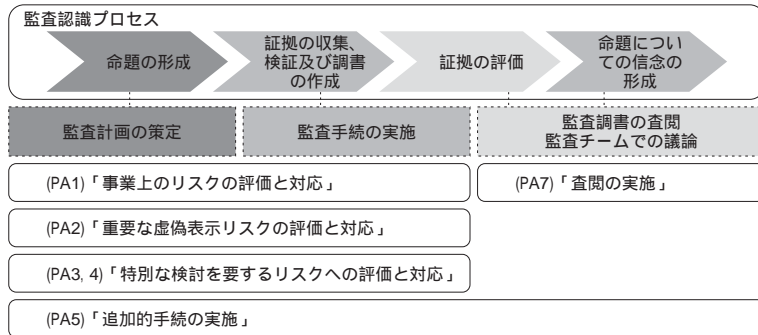 監査認識プロセス
命題の形成
証拠の収集、
検証及び調書
の作成
証拠の評価
命題につい
ての信念の
形成
監査計画の策定
監査手続の実施
監査調書の査閲
監査チームでの議論
(PA1)「事業上のリスクの評価と対応」
(PA7)「査閲の実施」
(PA2)「重要な虚偽表示リスクの評価と対応」
(PA3, 4)「特別な検討を要するリスクへの評価と対応」
(PA5)「追加的手続の実施」